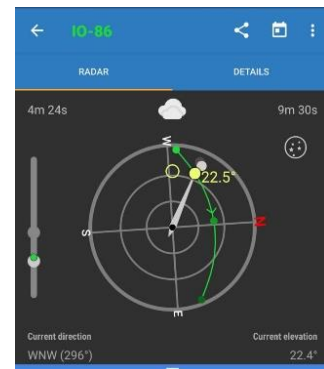 IO-86
RADAR DETAILS
4m 24s 9m 30s
W
22.5°
N
S
E
Current direction Current elevation
WNW (296°) 22.4°